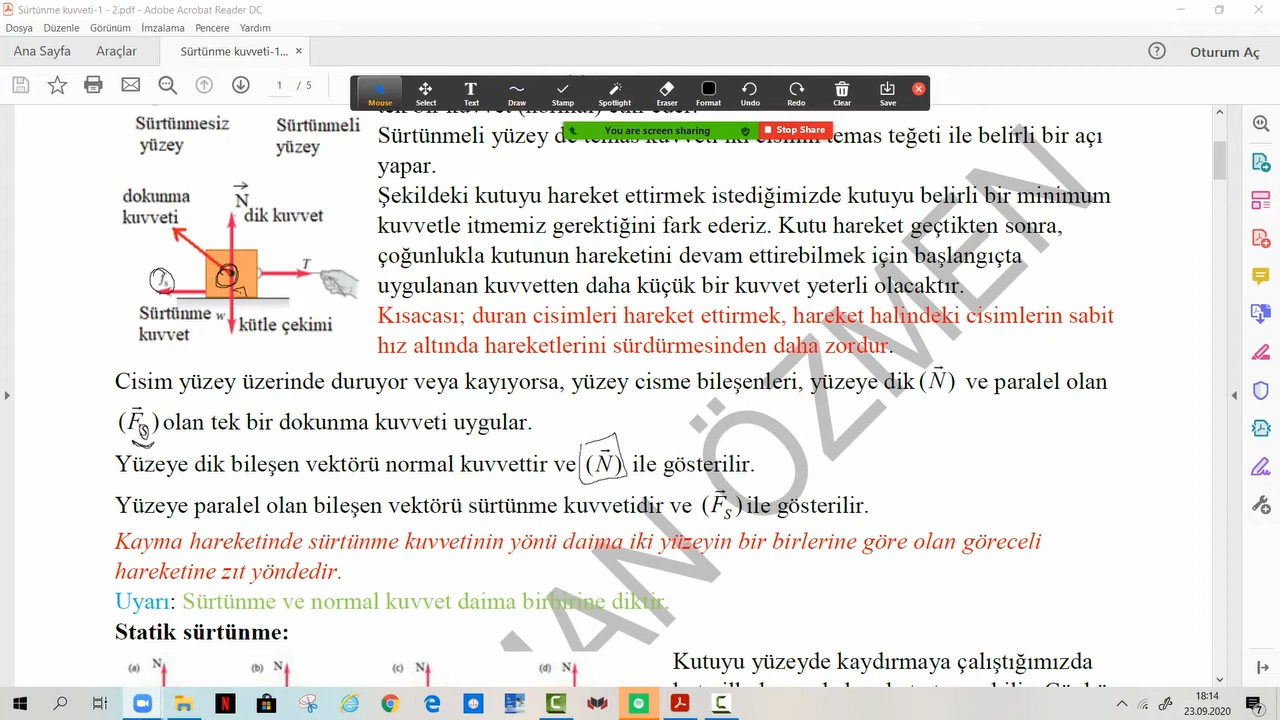 Sürtünme kuvveti-1 - 2.pdf - Adobe Acrobat Reader DC
Dosya Düzenle Görünüm İmzalama Pencere Yardım
Ana Sayfa Araçlar Sürtünme kuvveti-1... × Oturum Aç
1 / 5
Mouse Select Text Draw Stamp Spotlight Eraser Format Undo Redo Clear Save
You are screen sharing Stop Share
Sürtünmesiz yüzey
Sürtünmeli yüzey
tek bir kuvvet (normal) etki eder.
Sürtünmeli yüzey de temas kuvveti iki cismin temas teğeti ile belirli bir açı
yapar.
dokunma kuvveti
N
dik kuvvet
T
Sürtünme kuvvet
w
kütle çekimi
Şekildeki kutuyu hareket ettirmek istediğimizde kutuyu belirli bir minimum
kuvvetle itmemiz gerektiğini fark ederiz. Kutu hareket geçtikten sonra,
çoğunlukla kutunun hareketini devam ettirebilmek için başlangıçta
uygulanan kuvvetten daha küçük bir kuvvet yeterli olacaktır.
Kısacası; duran cisimleri hareket ettirmek, hareket halindeki cisimlerin sabit
hız altında hareketlerini sürdürmesinden daha zordur.
Cisim yüzey üzerinde duruyor veya kayıyorsa, yüzey cisme bileşenleri, yüzeye dik (N) ve paralel olan
(Fs) olan tek bir dokunma kuvveti uygular.
Yüzeye dik bileşen vektörü normal kuvvettir ve (N) ile gösterilir.
Yüzeye paralel olan bileşen vektörü sürtünme kuvvetidir ve (Fs) ile gösterilir.
Kayma hareketinde sürtünme kuvvetinin yönü daima iki yüzeyin bir birlerine göre olan göreceli
hareketine zıt yöndedir.
Uyarı: Sürtünme ve normal kuvvet daima birbirine diktir.
Statik sürtünme:
(a) N (b) N (c) N (d) N
Kutuyu yüzeyde kaydırmaya çalıştığımızda
AN ÖZMEN
18:14
23.09.2020
7